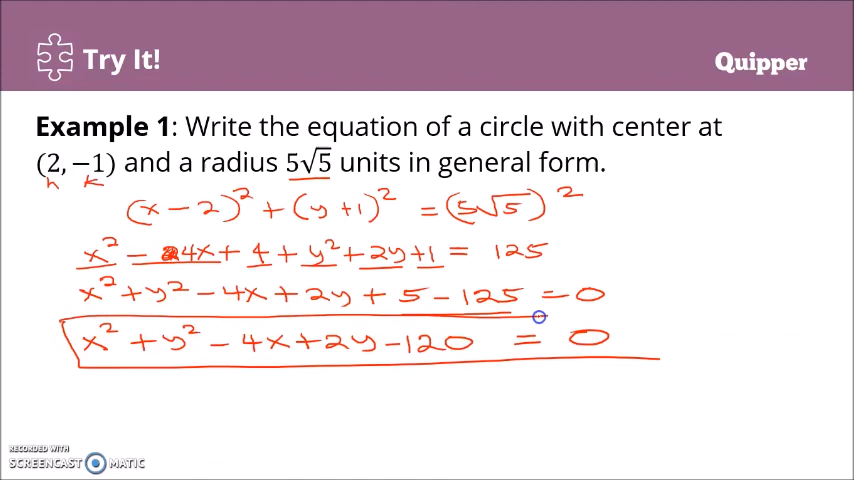 Try It!
Quipper
Example 1: Write the equation of a circle with center at
(2, −1) and a radius 5√5 units in general form.
h k
(x − 2)² + (y + 1)² = (5√5)²
x² − 4x + 4 + y² + 2y + 1 = 125
x² + y² − 4x + 2y + 5 − 125 = 0
x² + y² − 4x + 2y − 120 = 0
RECORDED WITH
SCREENCAST MATIC